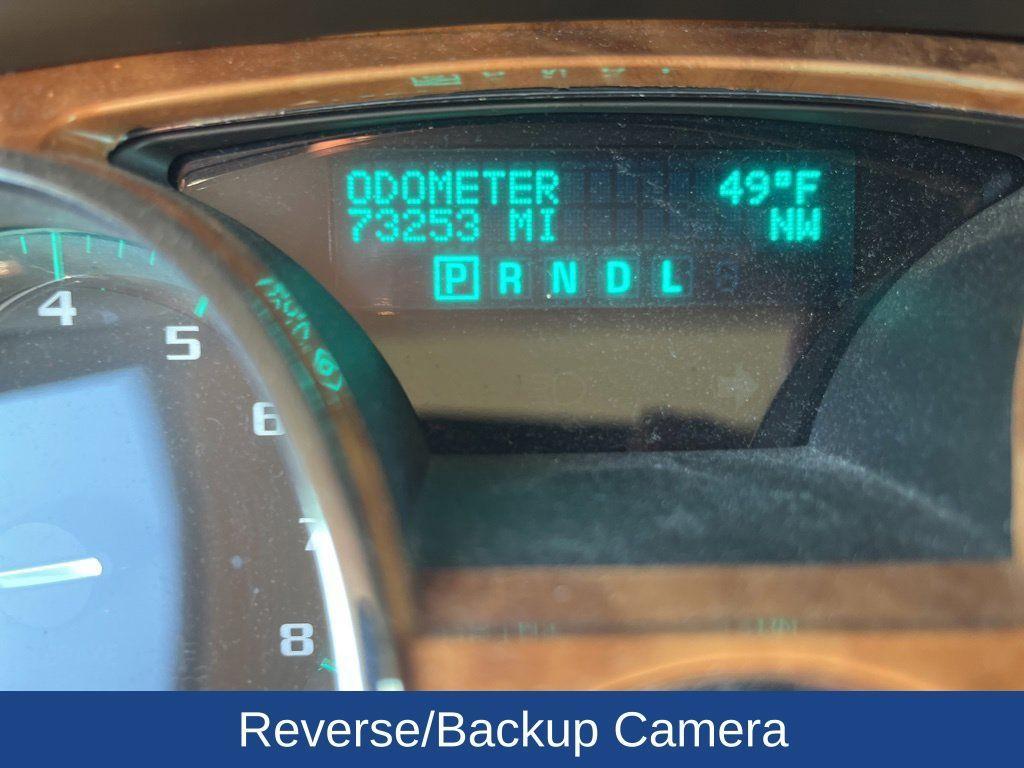 ODOMETER 49°F
73253 MI NW
P R N D L
4
5
6
7
8
Reverse/Backup Camera